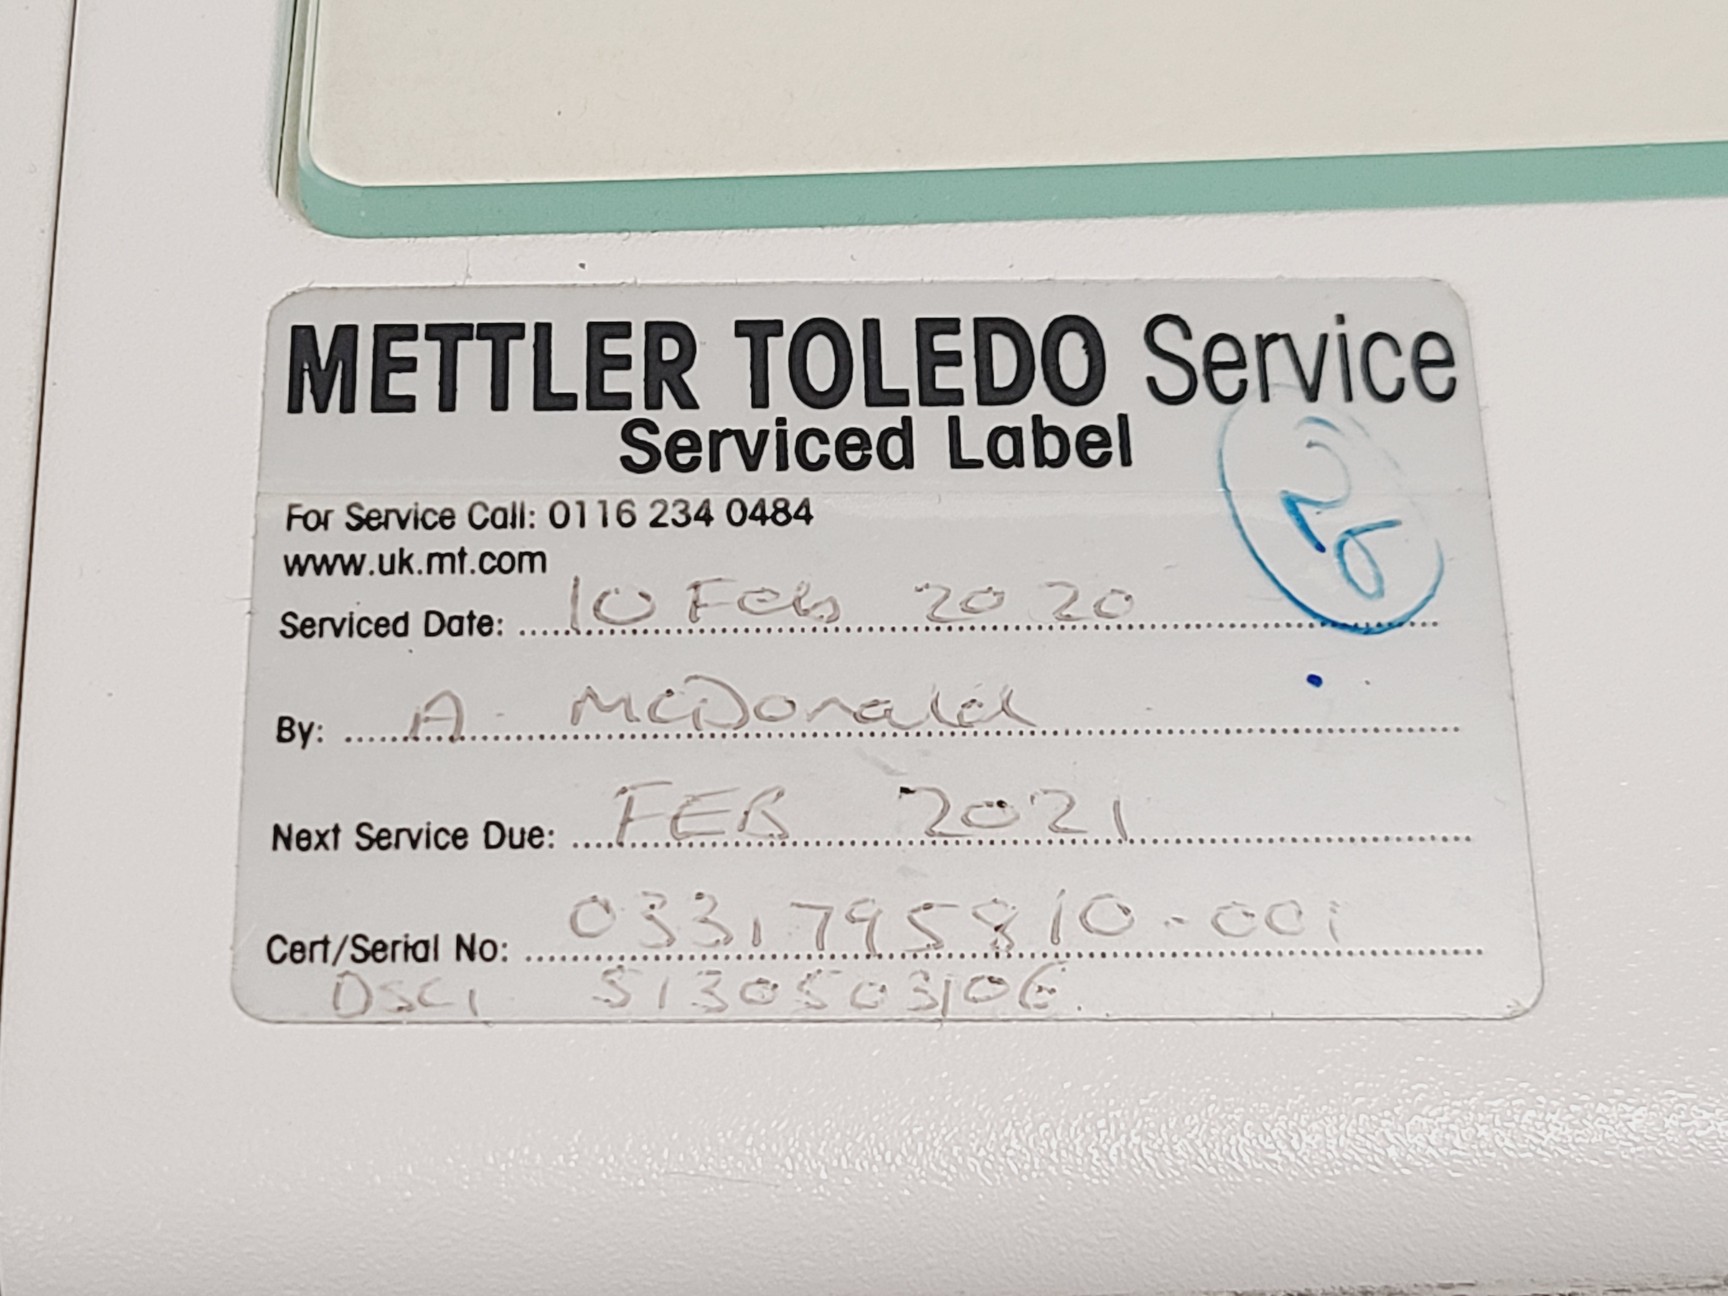 METTLER TOLEDO Service
Serviced Label
For Service Call: 0116 234 0484
www.uk.mt.com
Serviced Date: 10 Feb 2020
By: A. McDonald
Next Service Due: FEB 2021
Cert/Serial No: 0331795810-001
DSC1 S130503106